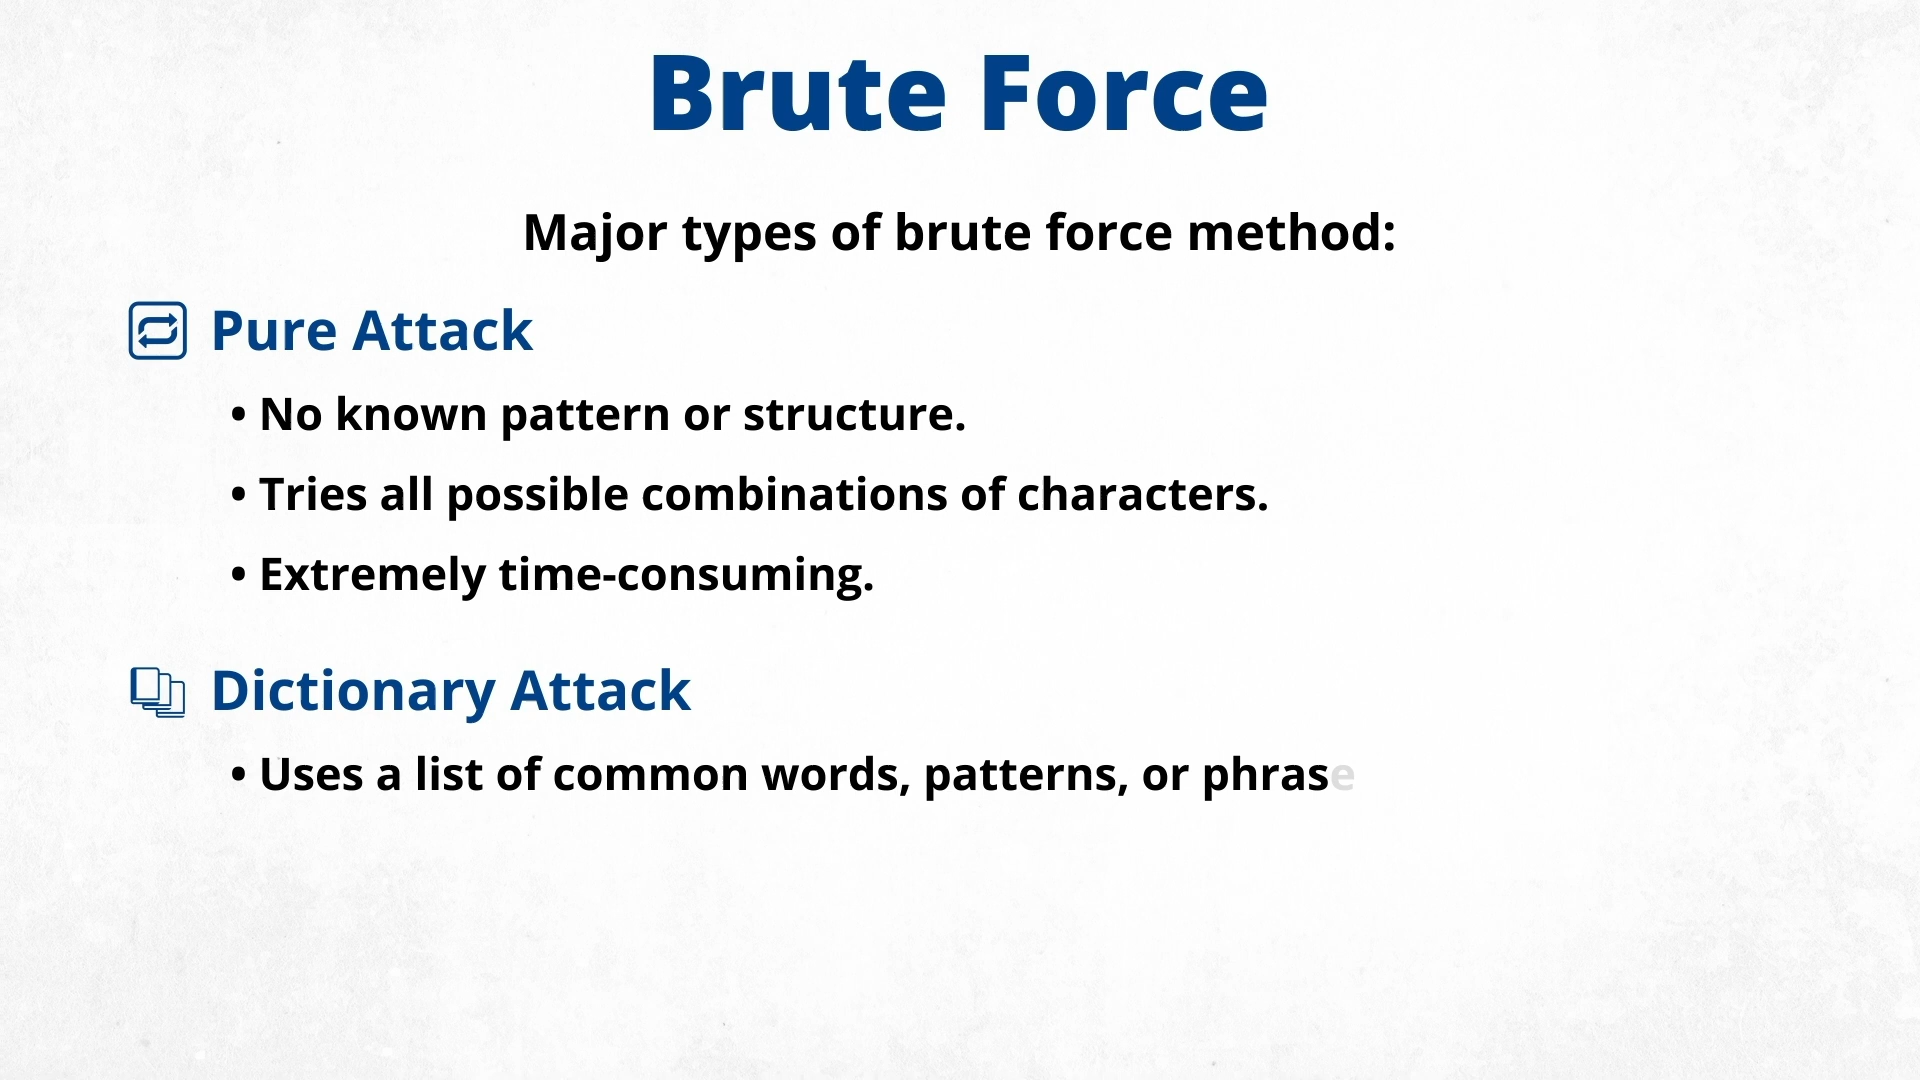 Brute Force
Major types of brute force method:
Pure Attack
• No known pattern or structure.
• Tries all possible combinations of characters.
• Extremely time-consuming.
Dictionary Attack
• Uses a list of common words, patterns, or phrase